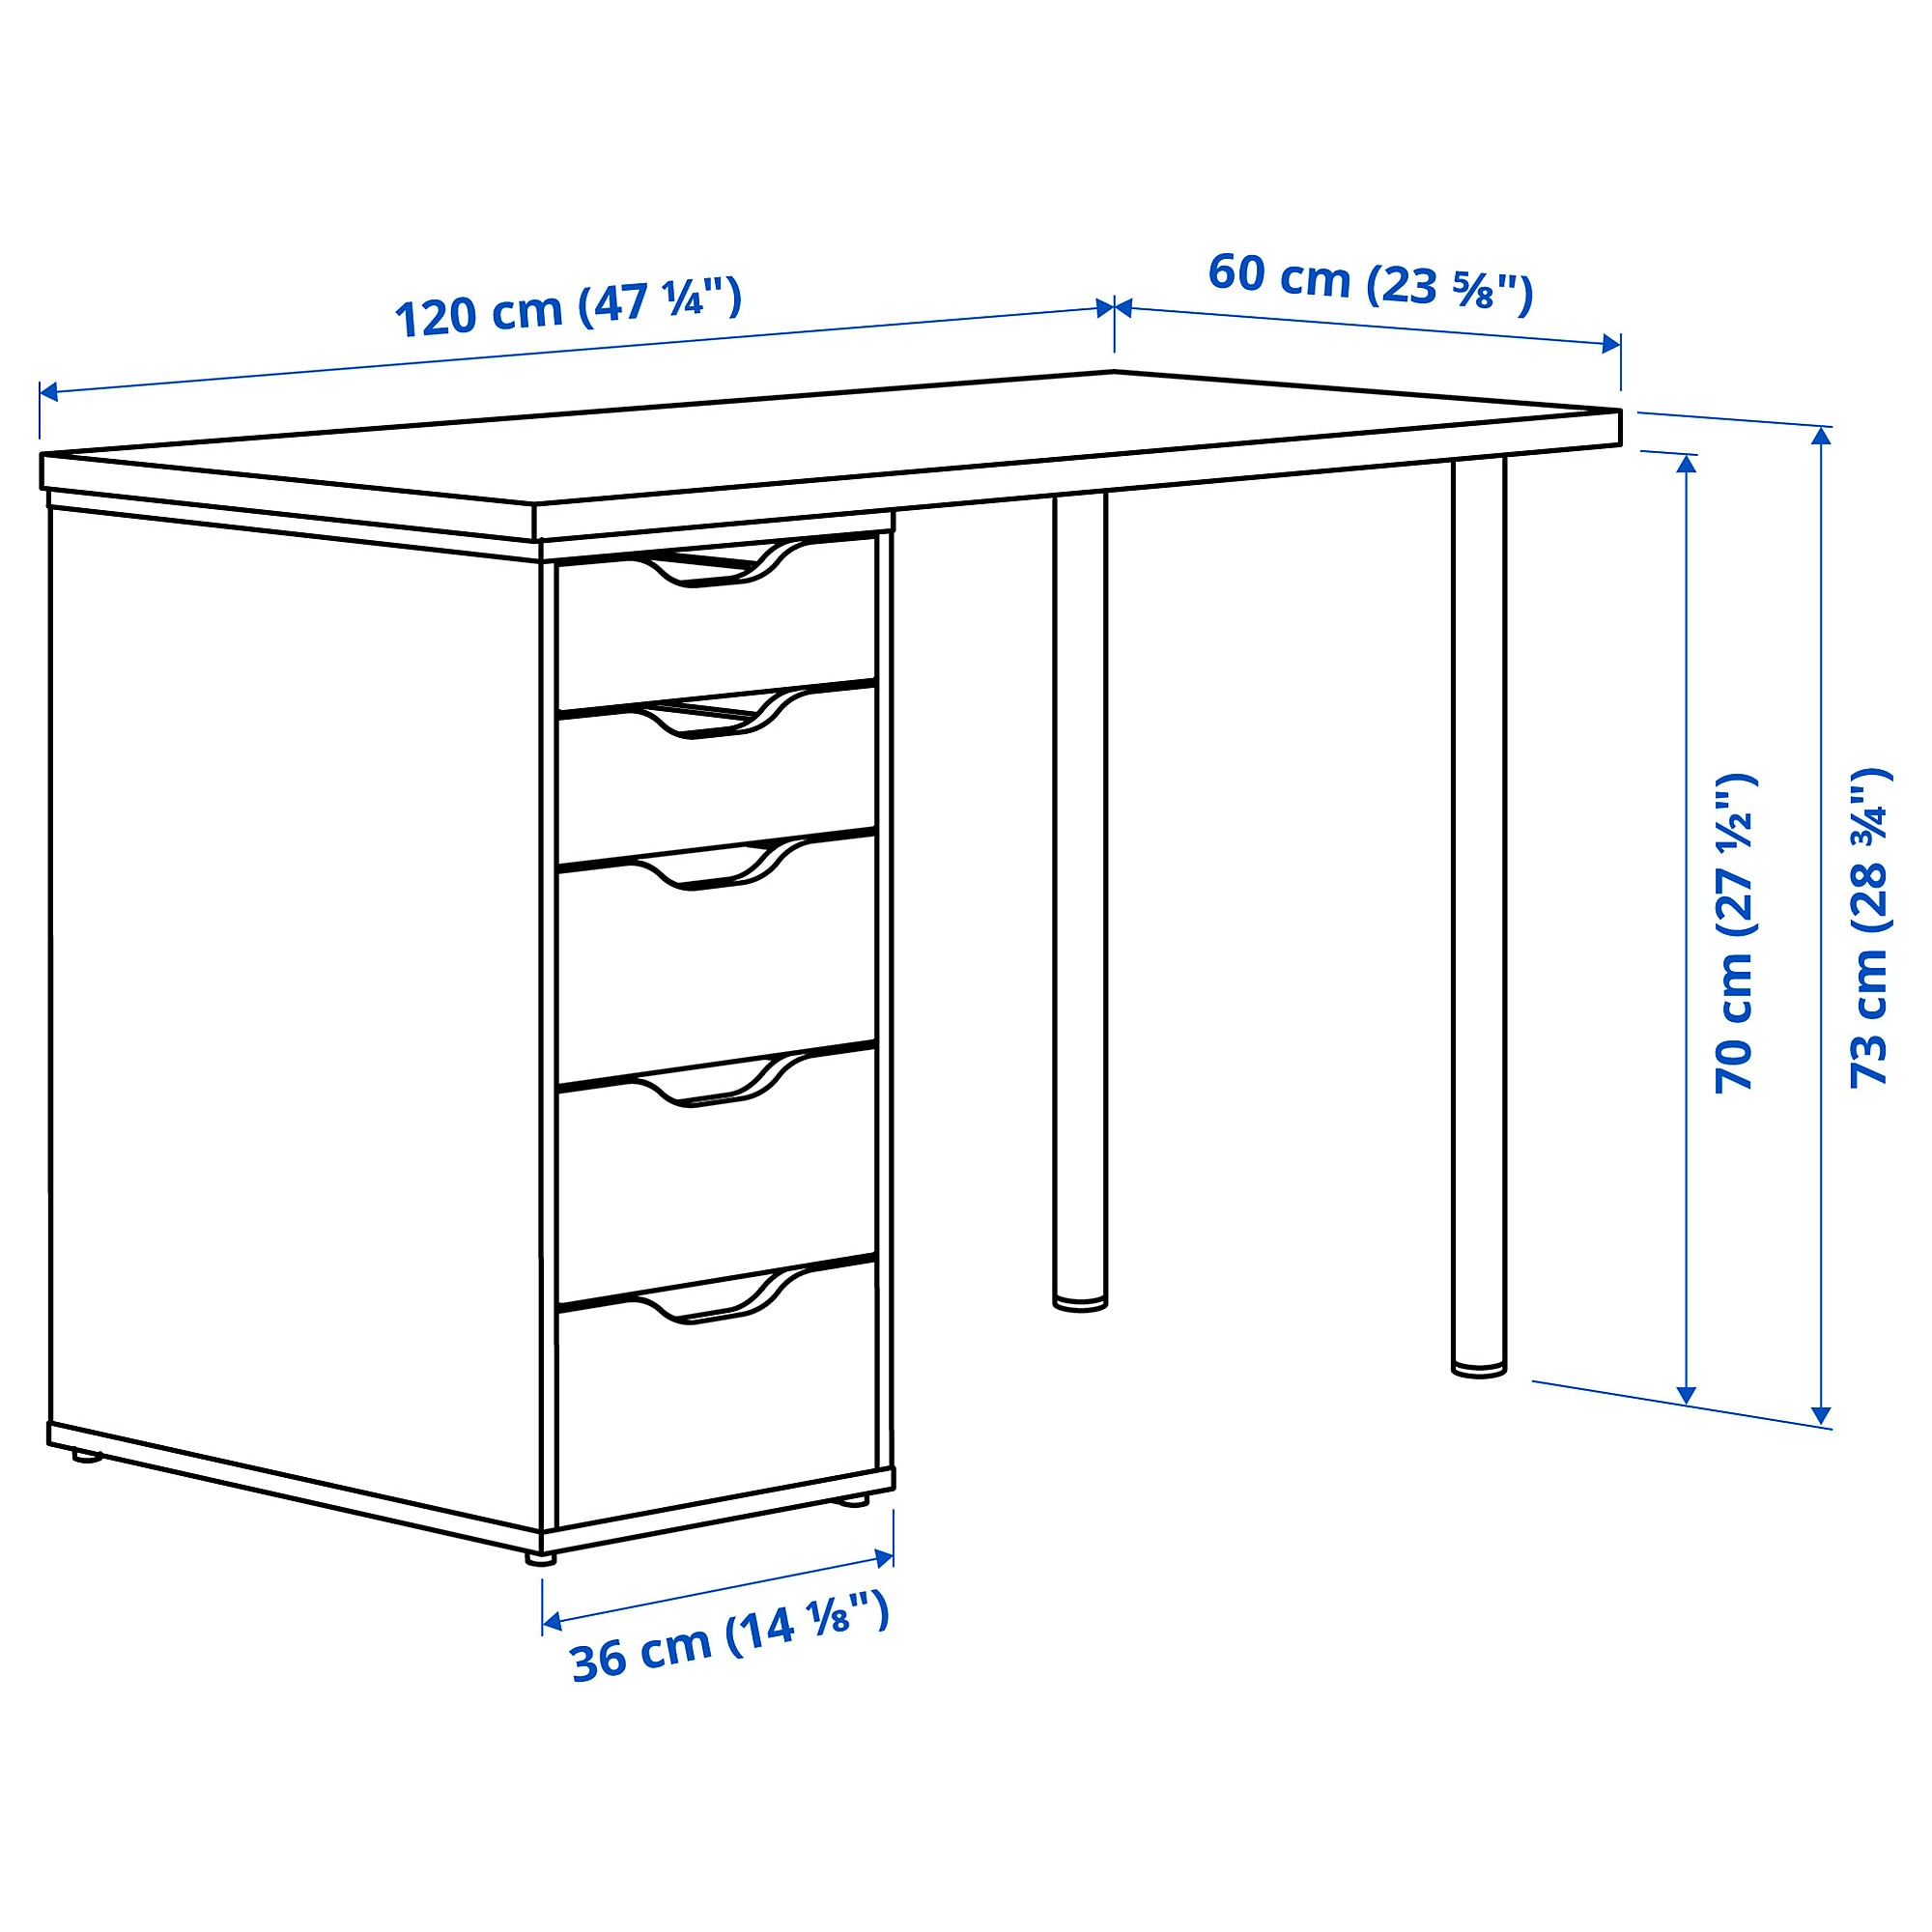 120 cm (47 ¼")
60 cm (23 ⅝")
70 cm (27 ½")
73 cm (28 ¾")
36 cm (14 ⅛")